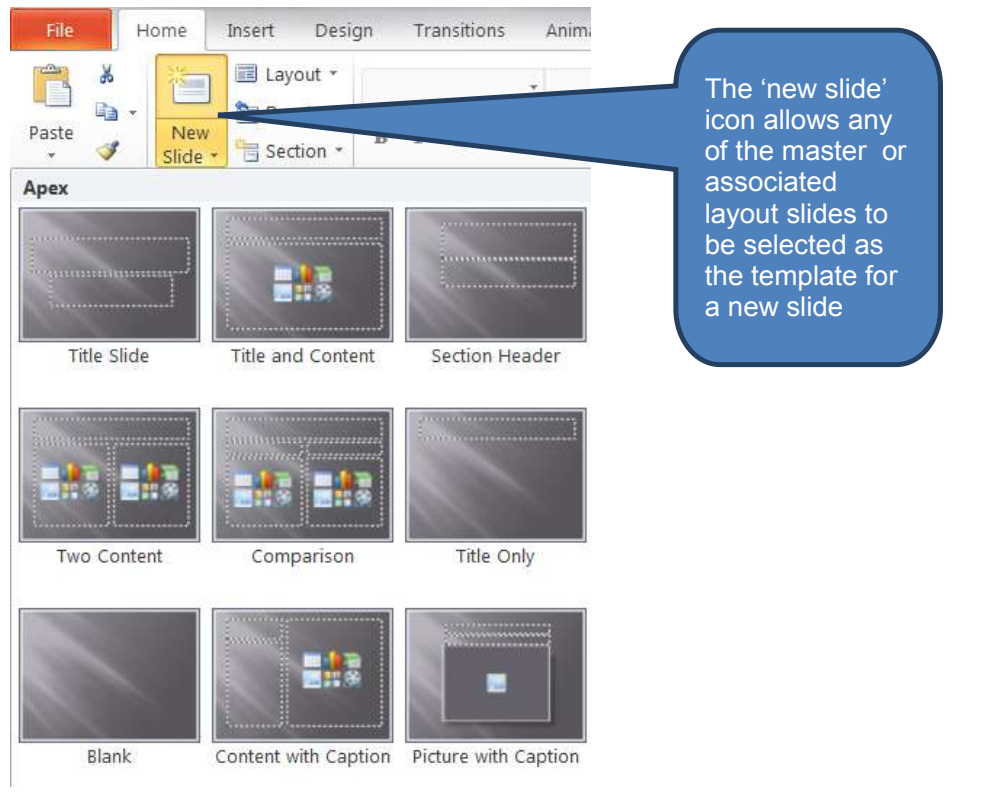 File Home Insert Design Transitions Anima
Layout
Paste
New
Slide
Section
Apex
Title Slide Title and Content Section Header
Two Content Comparison Title Only
Blank Content with Caption Picture with Caption
The ‘new slide’
icon allows any
of the master or
associated
layout slides to
be selected as
the template for
a new slide